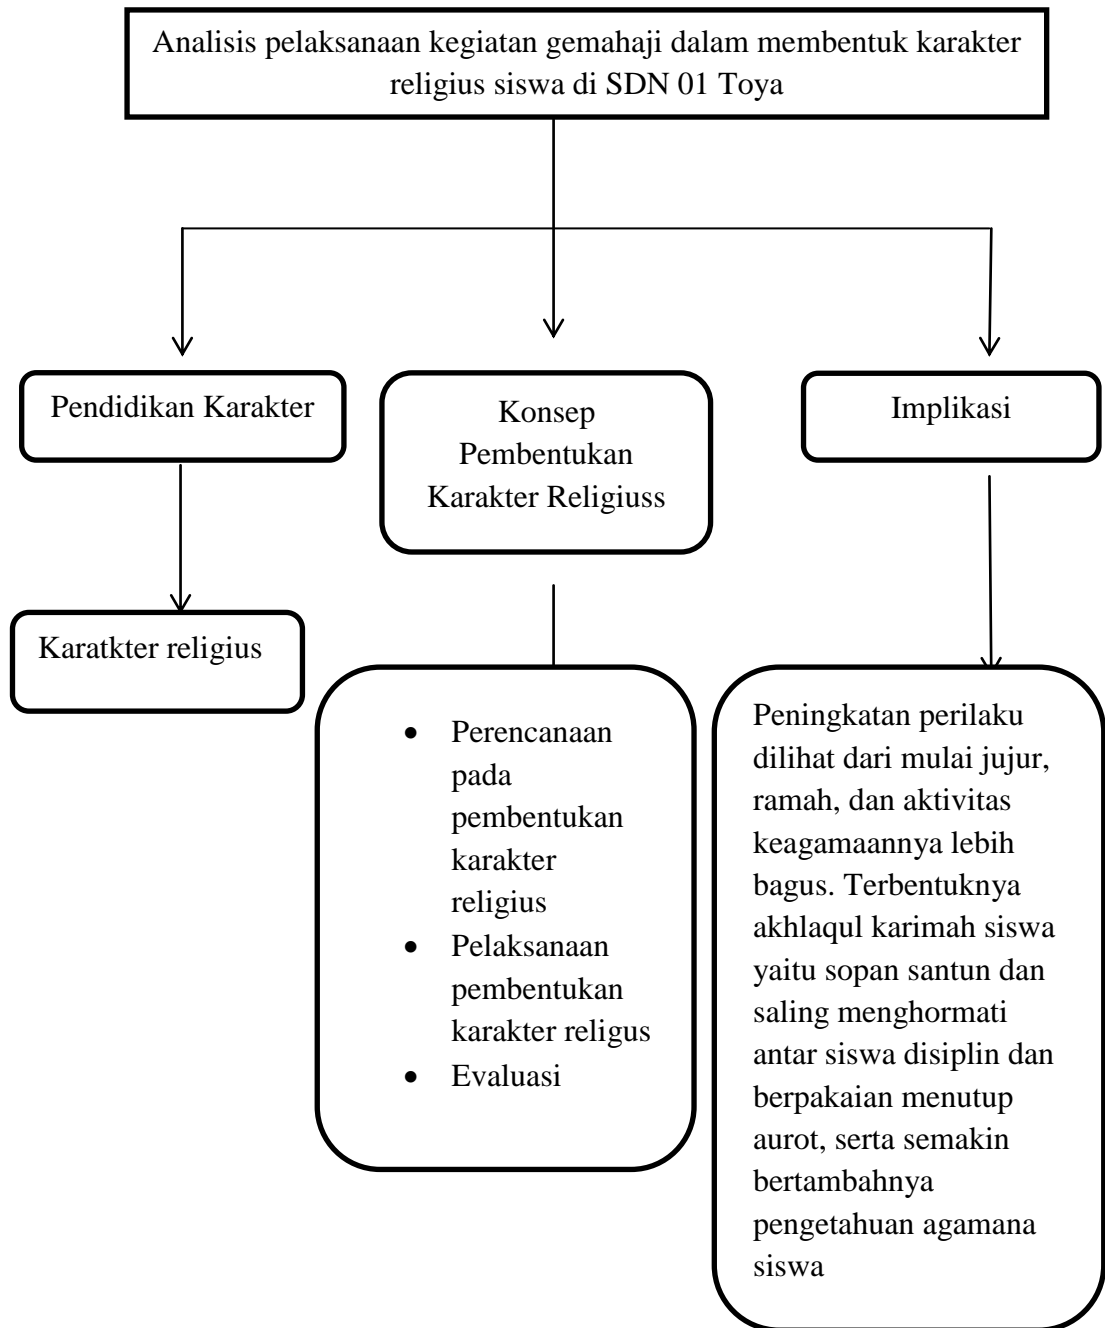 Analisis pelaksanaan kegiatan gemahaji dalam membentuk karakter
religius siswa di SDN 01 Toya
Pendidikan Karakter
Konsep
Pembentukan
Karakter Religiuss
Implikasi
Karatkter religius
• Perencanaan
pada
pembentukan
karakter
religius
• Pelaksanaan
pembentukan
karakter religus
• Evaluasi
Peningkatan perilaku
dilihat dari mulai jujur,
ramah, dan aktivitas
keagamaannya lebih
bagus. Terbentuknya
akhlaqul karimah siswa
yaitu sopan santun dan
saling menghormati
antar siswa disiplin dan
berpakaian menutup
aurot, serta semakin
bertambahnya
pengetahuan agamana
siswa